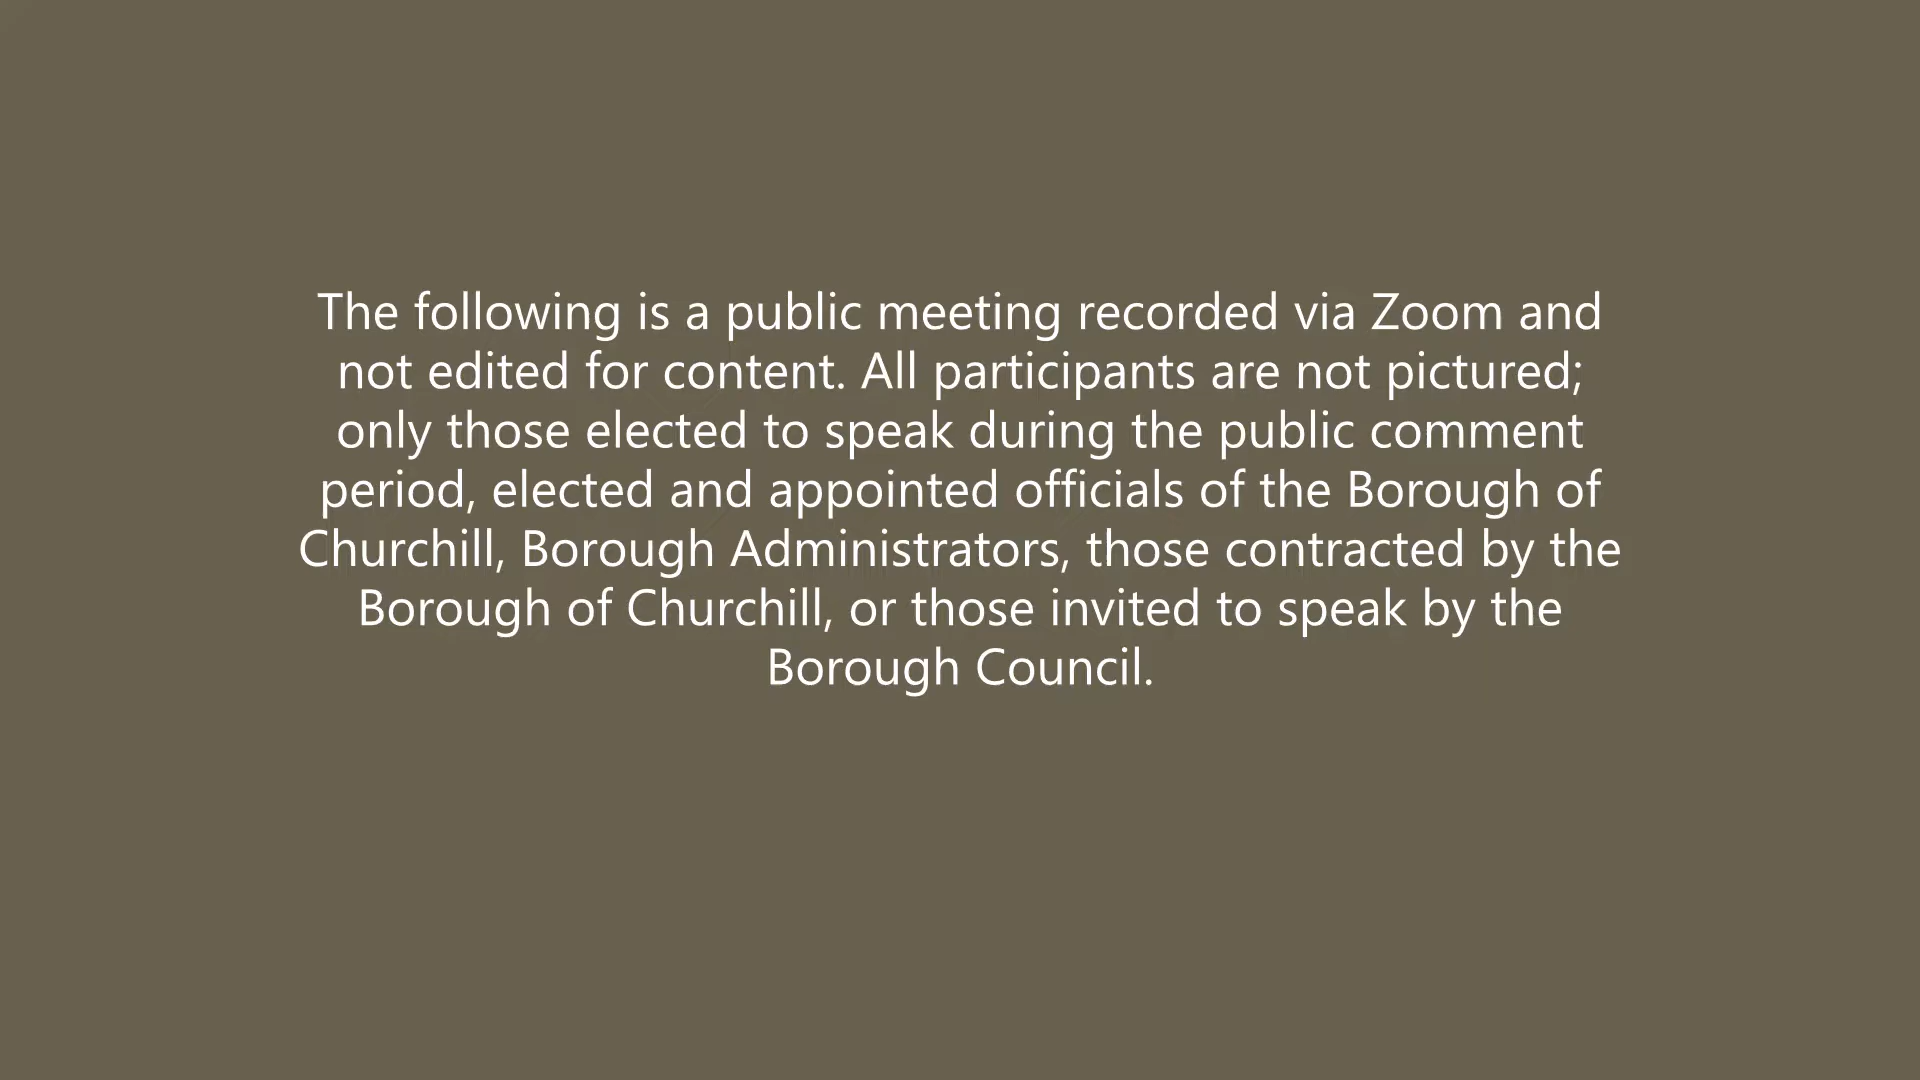 The following is a public meeting recorded via Zoom and
not edited for content. All participants are not pictured;
only those elected to speak during the public comment
period, elected and appointed officials of the Borough of
Churchill, Borough Administrators, those contracted by the
Borough of Churchill, or those invited to speak by the
Borough Council.